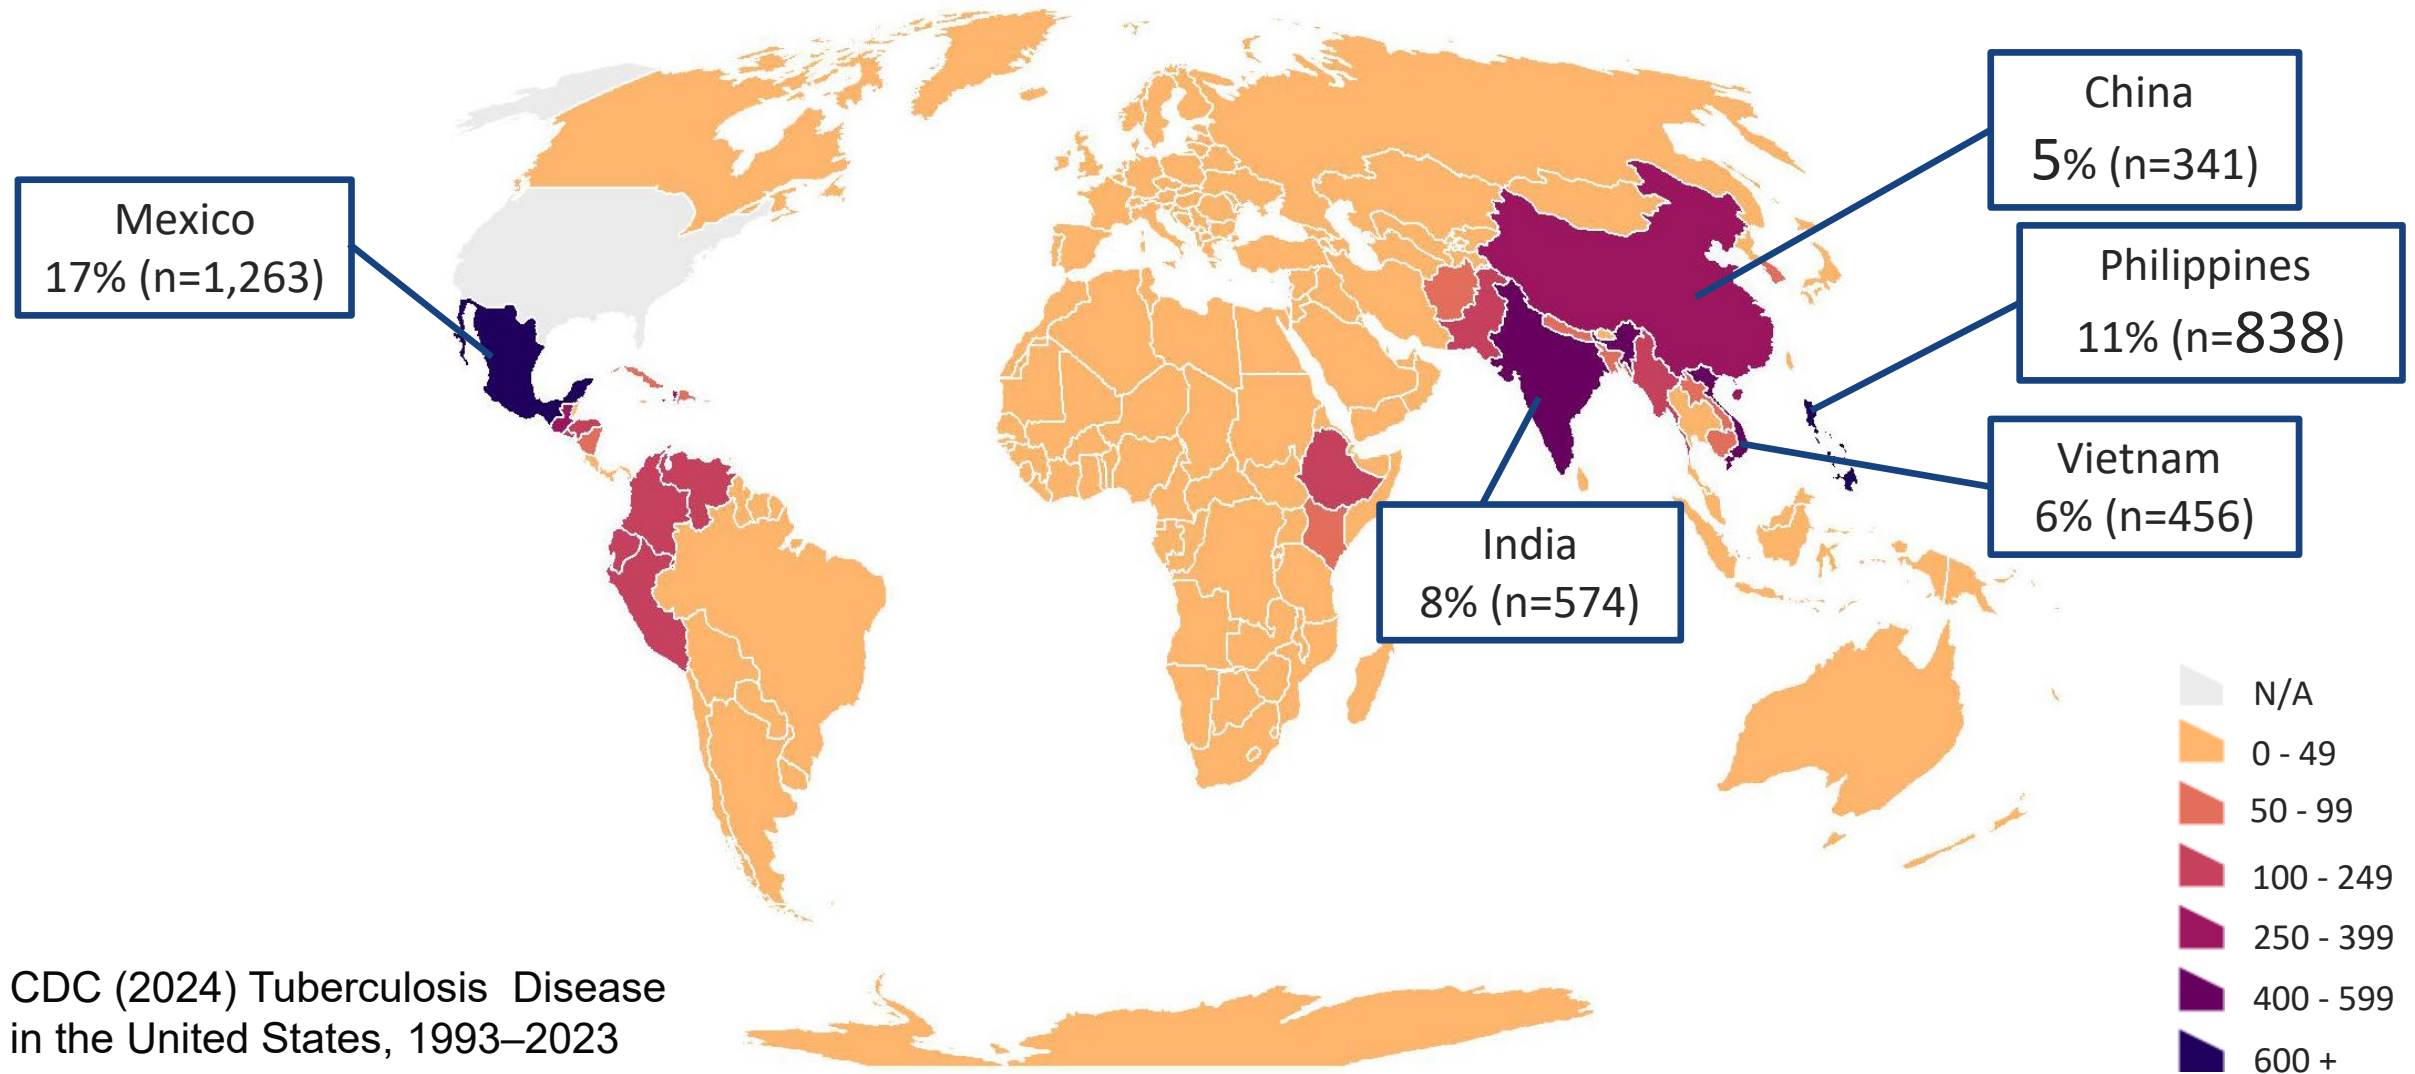 China
5% (n=341)
Mexico
17% (n=1,263)
Philippines
11% (n=838)
Vietnam
6% (n=456)
India
8% (n=574)
N/A
0 - 49
50 - 99
100 - 249
250 - 399
400 - 599
600 +
CDC (2024) Tuberculosis  Disease
in the United States, 1993–2023